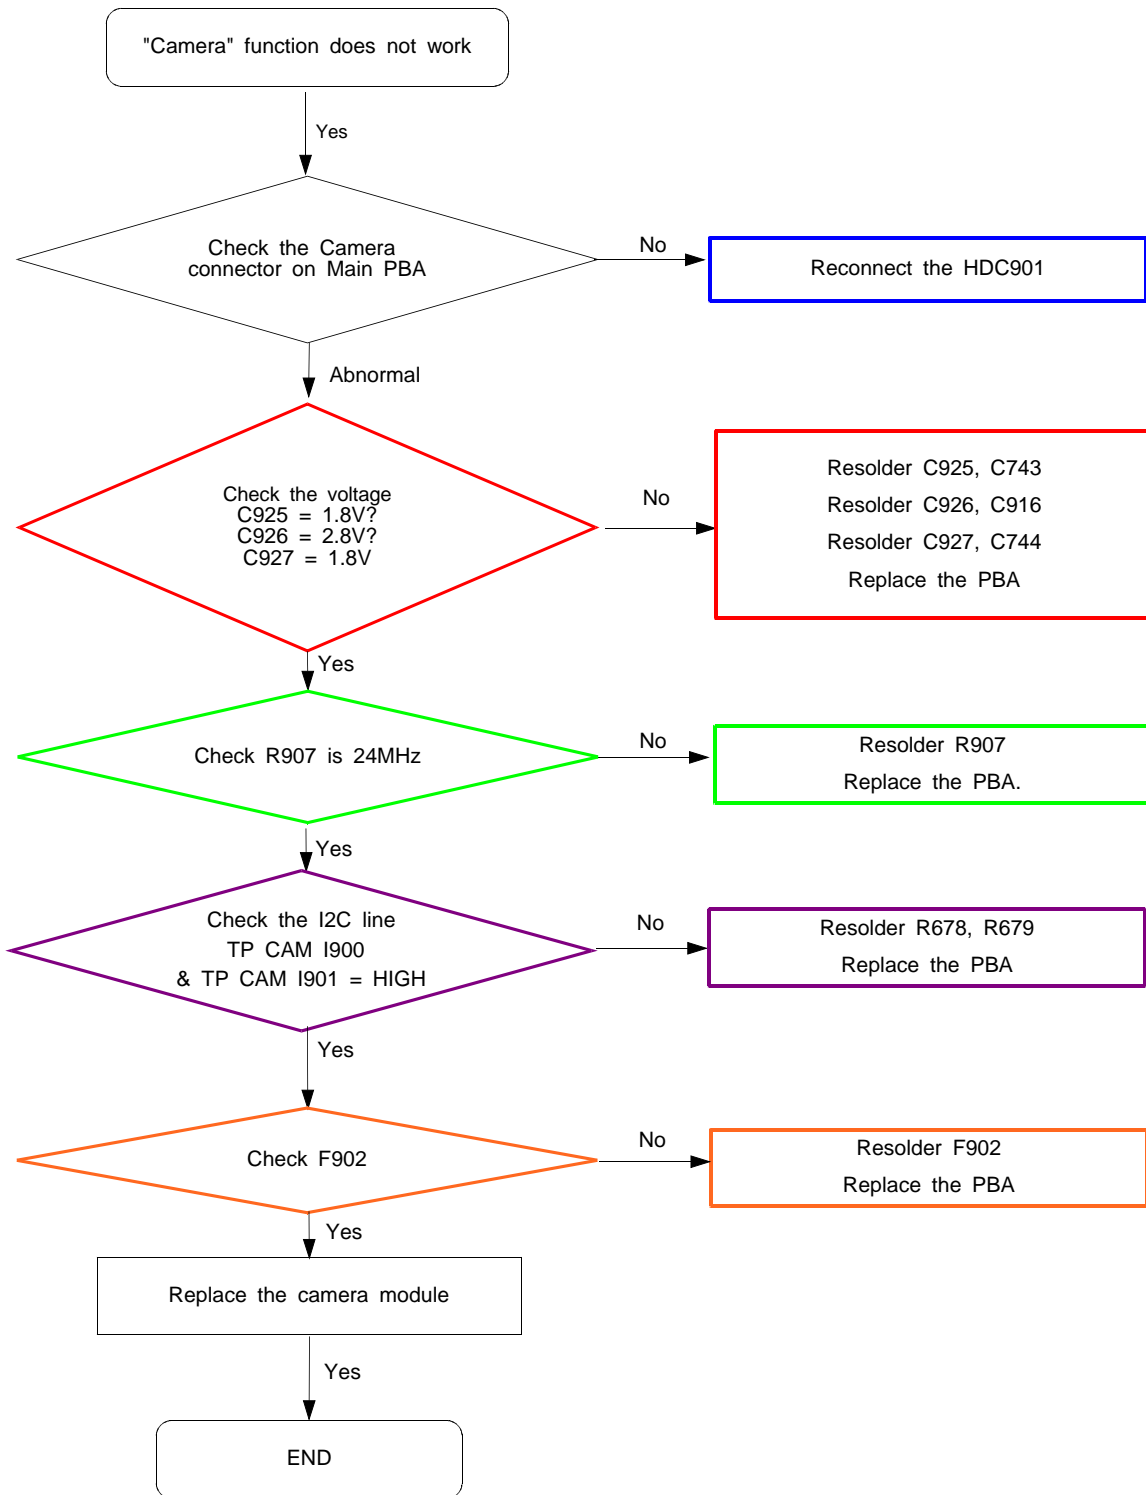 "Camera" function does not work
Yes
Check the Camera
connector on Main PBA
No
Reconnect the HDC901
Abnormal
Check the voltage
C925 = 1.8V?
C926 = 2.8V?
C927 = 1.8V
No
Resolder C925, C743
Resolder C926, C916
Resolder C927, C744
Replace the PBA
Yes
Check R907 is 24MHz
No
Resolder R907
Replace the PBA.
Yes
Check the I2C line
TP CAM I900
& TP CAM I901 = HIGH
No
Resolder R678, R679
Replace the PBA
Yes
Check F902
No
Resolder F902
Replace the PBA
Yes
Replace the camera module
Yes
END